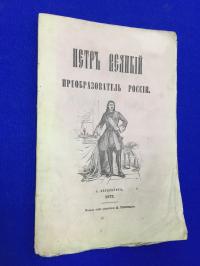 ПЕТРЪ ВЕЛИКІЙ
ПРЕОБРАЗОВАТЕЛЬ РОССІИ.
С. ПЕТЕРБУРГЪ.
1872.